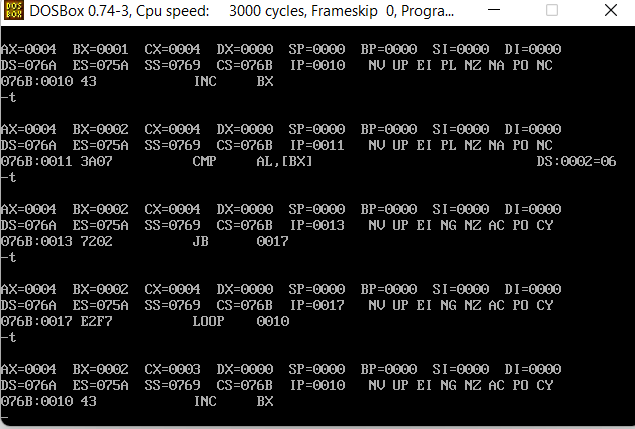 DOSBox 0.74-3, Cpu speed: 3000 cycles, Frameskip 0, Progra...
AX=0004 BX=0001 CX=0004 DX=0000 SP=0000 BP=0000 SI=0000 DI=0000
DS=076A ES=075A SS=0769 CS=076B IP=0010 NV UP EI PL NZ NA PO NC
076B:0010 43 INC BX
-t
AX=0004 BX=0002 CX=0004 DX=0000 SP=0000 BP=0000 SI=0000 DI=0000
DS=076A ES=075A SS=0769 CS=076B IP=0011 NV UP EI PL NZ NA PO NC
076B:0011 3A07 CMP AL,[BX] DS:0002=06
-t
AX=0004 BX=0002 CX=0004 DX=0000 SP=0000 BP=0000 SI=0000 DI=0000
DS=076A ES=075A SS=0769 CS=076B IP=0013 NV UP EI NG NZ AC PO CY
076B:0013 7202 JB 0017
-t
AX=0004 BX=0002 CX=0004 DX=0000 SP=0000 BP=0000 SI=0000 DI=0000
DS=076A ES=075A SS=0769 CS=076B IP=0017 NV UP EI NG NZ AC PO CY
076B:0017 E2F7 LOOP 0010
-t
AX=0004 BX=0002 CX=0003 DX=0000 SP=0000 BP=0000 SI=0000 DI=0000
DS=076A ES=075A SS=0769 CS=076B IP=0010 NV UP EI NG NZ AC PO CY
076B:0010 43 INC BX
-